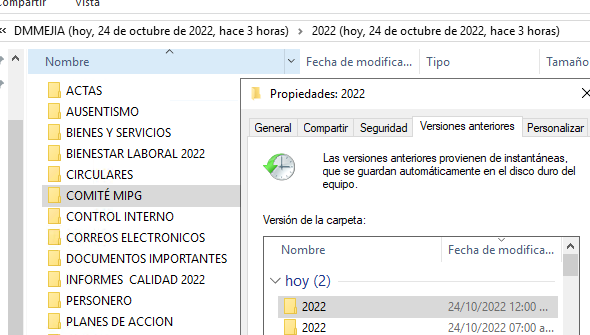 Compartir Vista
« DMMEJIA (hoy, 24 de octubre de 2022, hace 3 horas) > 2022 (hoy, 24 de octubre de 2022, hace 3 horas) >
Nombre Fecha de modifica... Tipo Tamaño
ACTAS
AUSENTISMO
BIENES Y SERVICIOS
BIENESTAR LABORAL 2022
CIRCULARES
COMITÉ MIPG
CONTROL INTERNO
CORREOS ELECTRONICOS
DOCUMENTOS IMPORTANTES
INFORMES CALIDAD 2022
PERSONERO
PLANES DE ACCION
Propiedades: 2022
General Compartir Seguridad Versiones anteriores Personalizar
Las versiones anteriores provienen de instantáneas,
que se guardan automáticamente en el disco duro del
equipo.
Versión de la carpeta:
Nombre Fecha de modifica...
hoy (2)
2022 24/10/2022 12:00 ...
2022 24/10/2022 07:00 a...